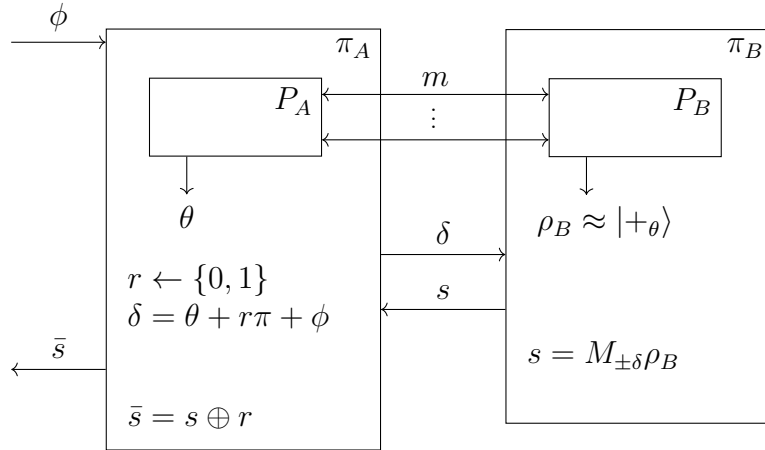 ϕ
π_A
π_B
P_A
m
⋮
P_B
θ
ρ_B ≈ |+_θ⟩
δ
r ← {0, 1}
δ = θ + rπ + ϕ
s
s̄
s = M_{±δ}ρ_B
s̄ = s ⊕ r